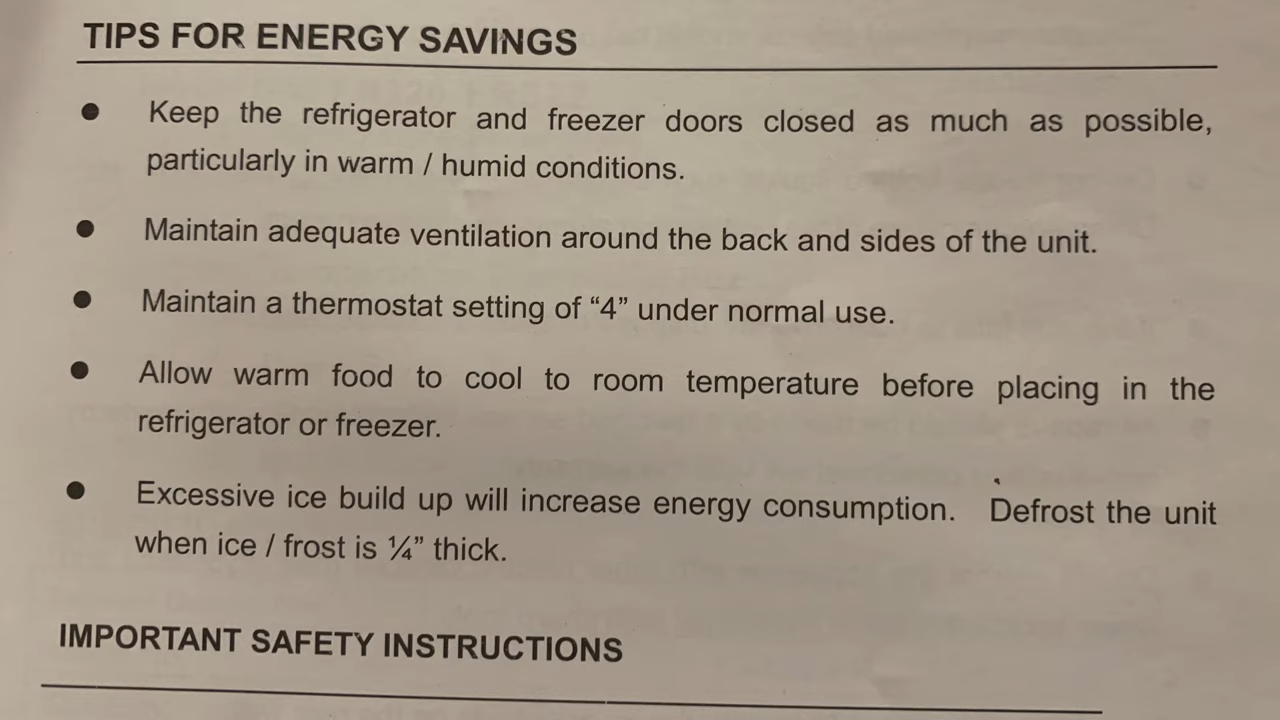 TIPS FOR ENERGY SAVINGS
● Keep the refrigerator and freezer doors closed as much as possible,
particularly in warm / humid conditions.
● Maintain adequate ventilation around the back and sides of the unit.
● Maintain a thermostat setting of “4” under normal use.
● Allow warm food to cool to room temperature before placing in the
refrigerator or freezer.
● Excessive ice build up will increase energy consumption. Defrost the unit
when ice / frost is ¼” thick.
IMPORTANT SAFETY INSTRUCTIONS